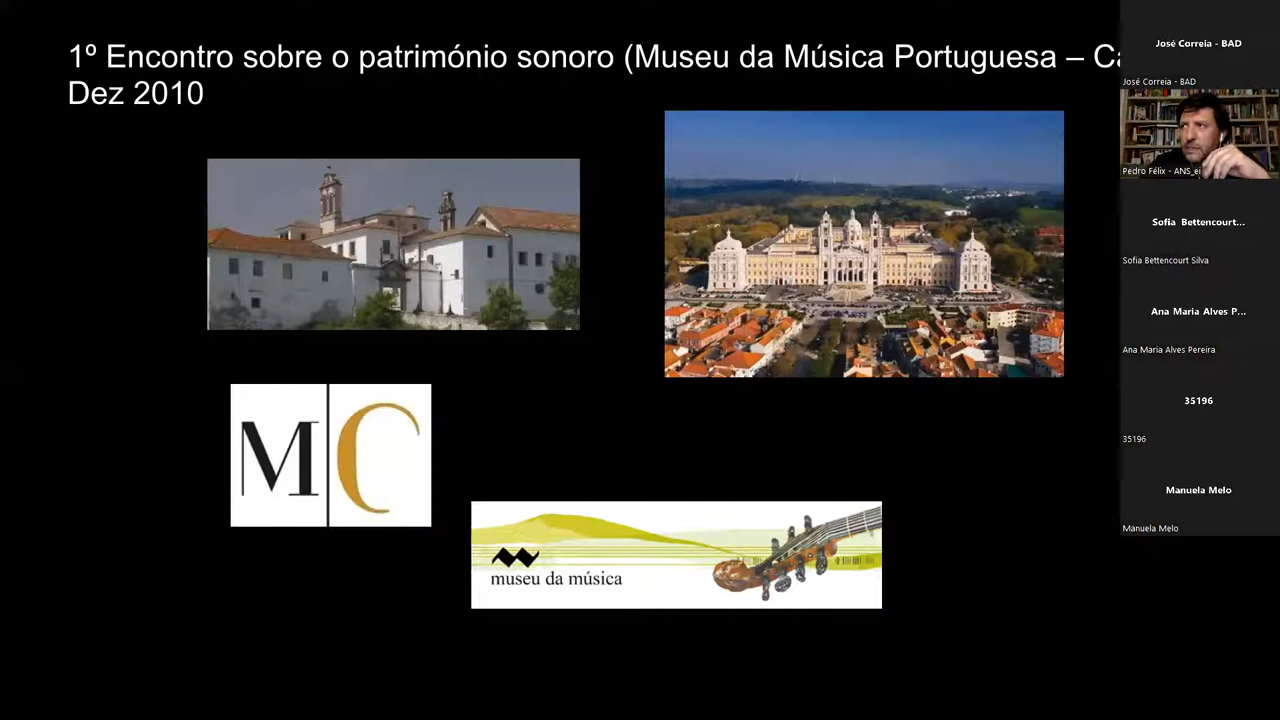 1º Encontro sobre o património sonoro (Museu da Música Portuguesa –
Dez 2010
MC
museu da música
José Correia - BAD
José Correia - BAD
Pedro Félix -
Sofia Bettencourt...
Sofia Bettencourt Silva
Ana Maria Alves P...
Ana Maria Alves Pereira
35196
35196
Manuela Melo
Manuela Melo